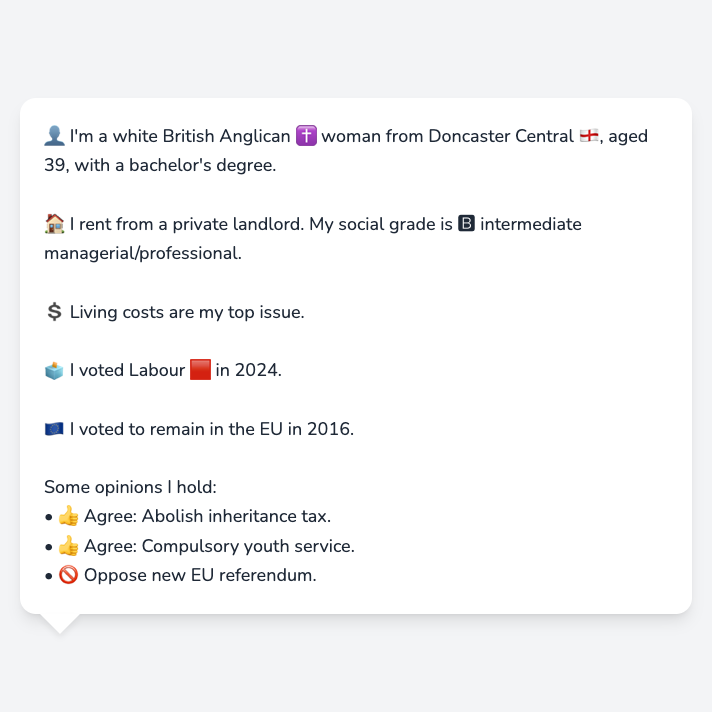 👤 I'm a white British Anglican ✝️ woman from Doncaster Central 🏴󠁧󠁢󠁥󠁮󠁧󠁿, aged
39, with a bachelor's degree.
🏠 I rent from a private landlord. My social grade is 🅱 intermediate
managerial/professional.
💲 Living costs are my top issue.
🗳️ I voted Labour 🟥 in 2024.
🇪🇺 I voted to remain in the EU in 2016.
Some opinions I hold:
• 👍 Agree: Abolish inheritance tax.
• 👍 Agree: Compulsory youth service.
• 🚫 Oppose new EU referendum.